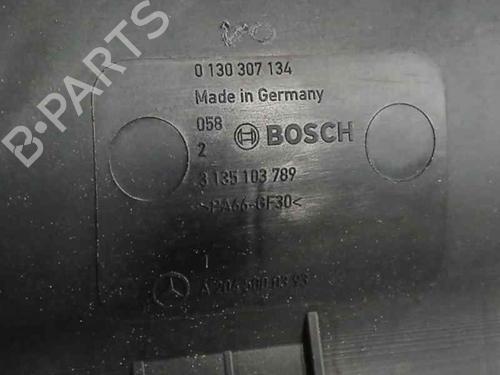 B-PARTS
0 130 307 134
Made in Germany
058
BOSCH
2
3 135 103 789
>PA66-GF30<
1
A 204 500 03 93